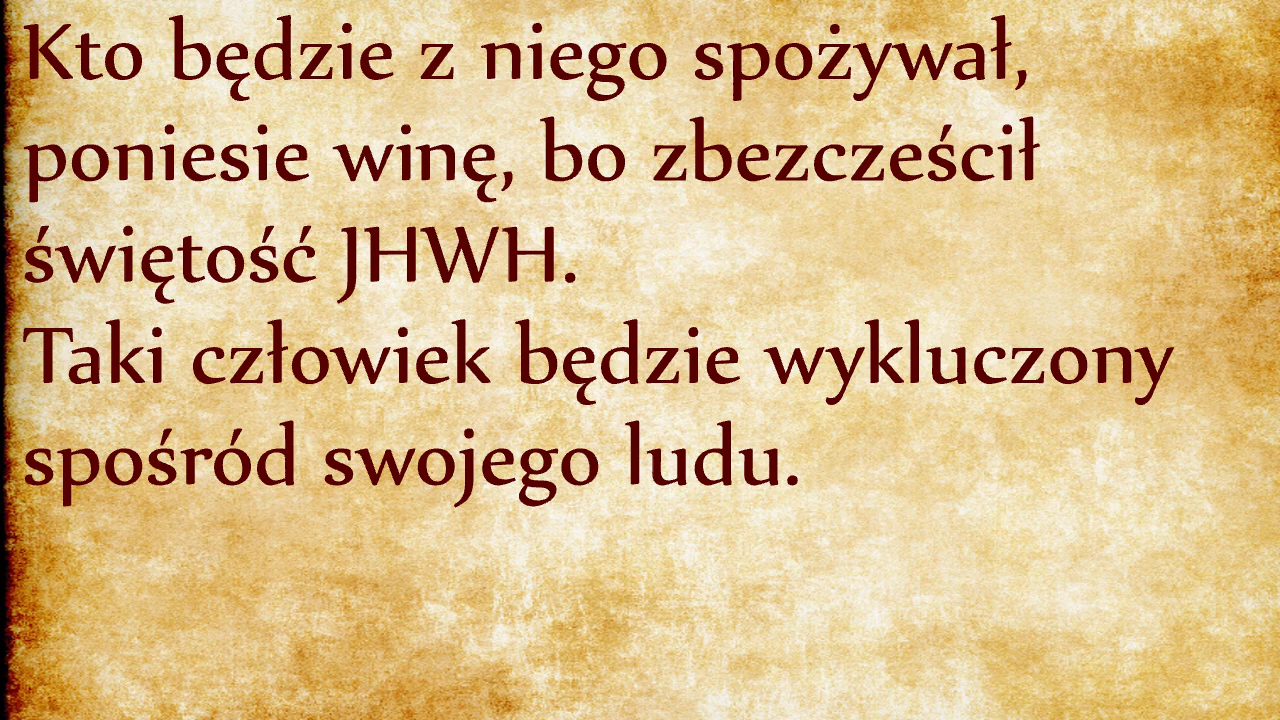 Kto będzie z niego spożywał,
poniesie winę, bo zbezcześcił
świętość JHWH.
Taki człowiek będzie wykluczony
spośród swojego ludu.